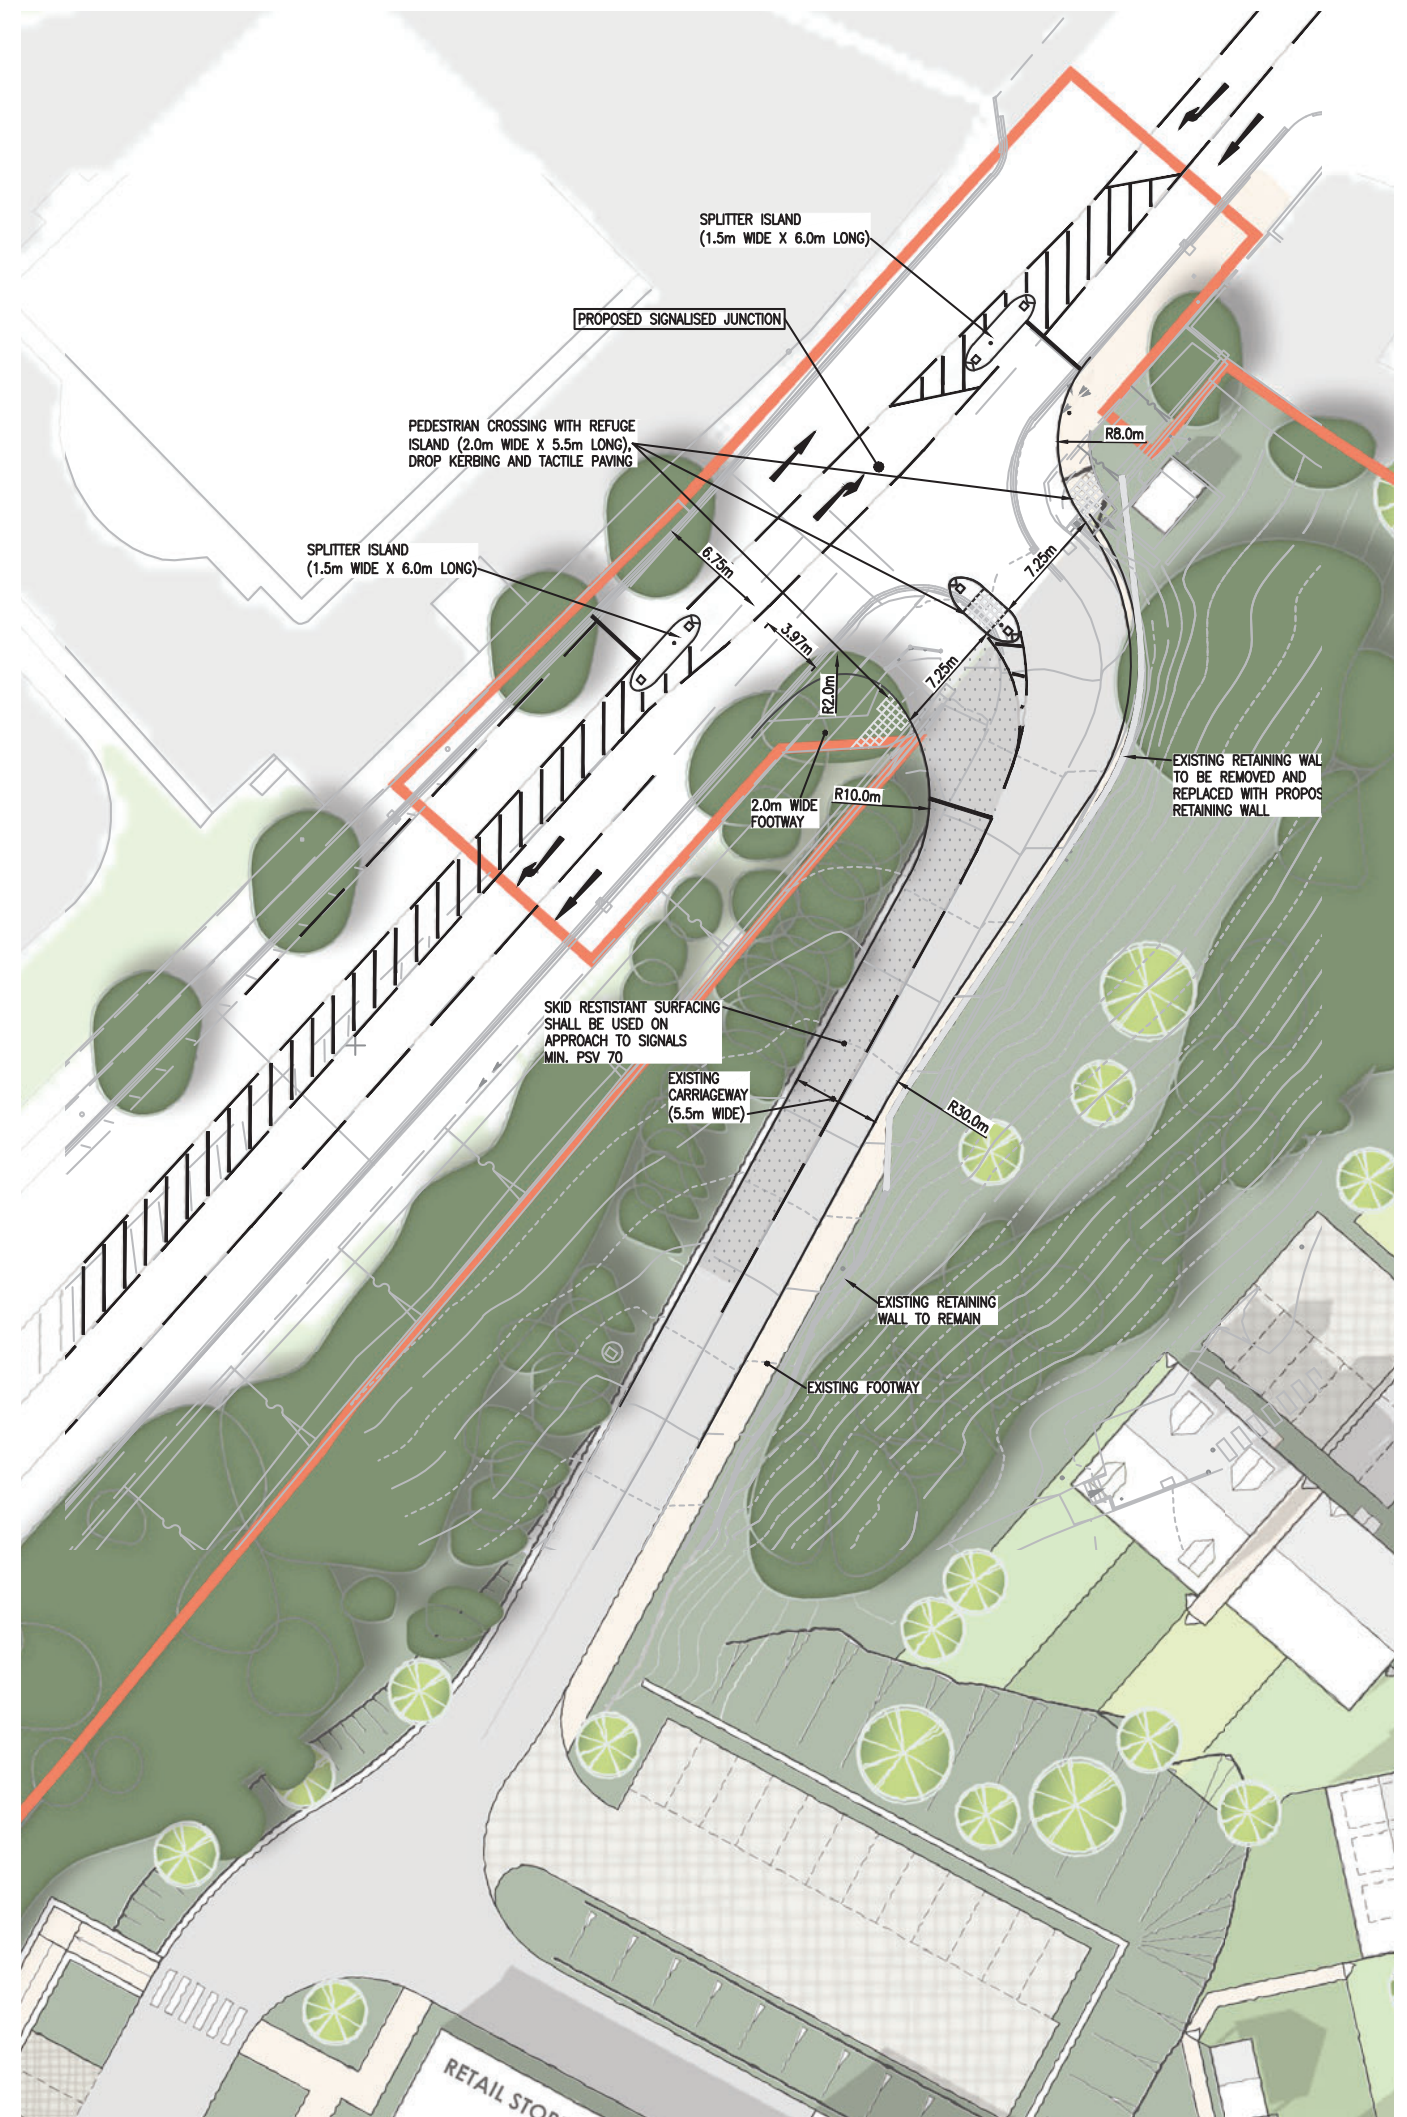 SPLITTER ISLAND
(1.5m WIDE X 6.0m LONG)
PROPOSED SIGNALISED JUNCTION
PEDESTRIAN CROSSING WITH REFUGE
ISLAND (2.0m WIDE X 5.5m LONG),
DROP KERBING AND TACTILE PAVING
R8.0m
SPLITTER ISLAND
(1.5m WIDE X 6.0m LONG)
6.75m
7.25m
3.97m
7.25m
R2.0m
EXISTING RETAINING WAL
TO BE REMOVED AND
REPLACED WITH PROPOS
RETAINING WALL
2.0m WIDE
FOOTWAY
R10.0m
SKID RESTISTANT SURFACING
SHALL BE USED ON
APPROACH TO SIGNALS
MIN. PSV 70
EXISTING
CARRIAGEWAY
(5.5m WIDE)
R30.0m
EXISTING RETAINING
WALL TO REMAIN
EXISTING FOOTWAY
RETAIL STOR